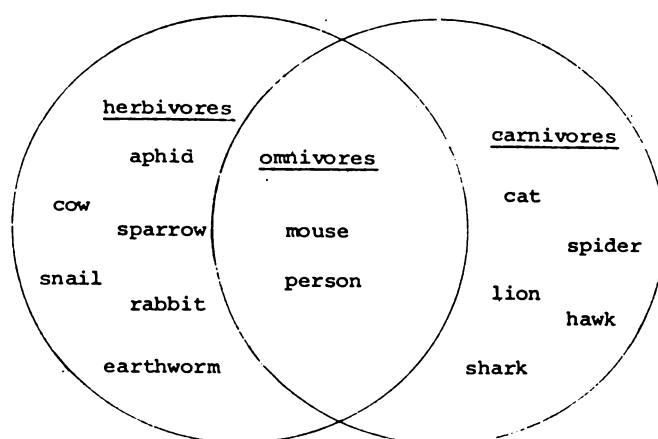 herbivores
aphid
cow
sparrow
snail
rabbit
earthworm
omnivores
mouse
person
carnivores
cat
spider
lion
hawk
shark